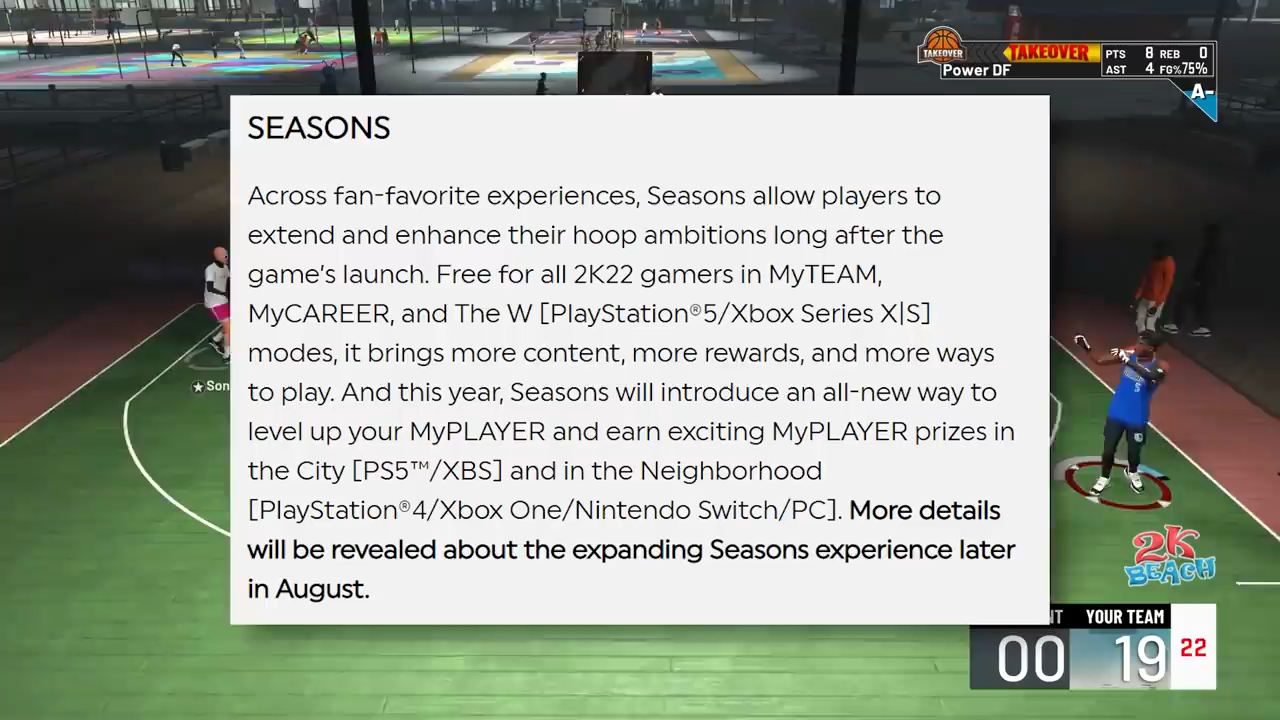 TAKEOVER
TAKEOVER
PTS 8 REB 0
Power DF
AST 4 FG%75%
A-
SEASONS
Across fan-favorite experiences, Seasons allow players to
extend and enhance their hoop ambitions long after the
game's launch. Free for all 2K22 gamers in MyTEAM,
MyCAREER, and The W [PlayStation®5/Xbox Series X|S]
modes, it brings more content, more rewards, and more ways
to play. And this year, Seasons will introduce an all-new way to
level up your MyPLAYER and earn exciting MyPLAYER prizes in
the City [PS5™/XBS] and in the Neighborhood
[PlayStation®4/Xbox One/Nintendo Switch/PC]. More details
will be revealed about the expanding Seasons experience later
in August.
Son
2K
BEACH
YOUR TEAM
00 19 22